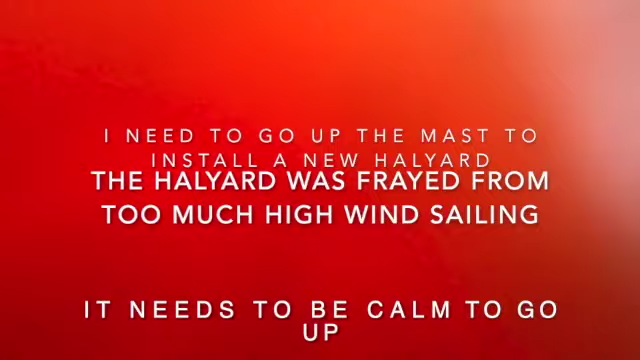 I NEED TO GO UP THE MAST TO
INSTALL A NEW HALYARD
THE HALYARD WAS FRAYED FROM
TOO MUCH HIGH WIND SAILING
IT NEEDS TO BE CALM TO GO
UP